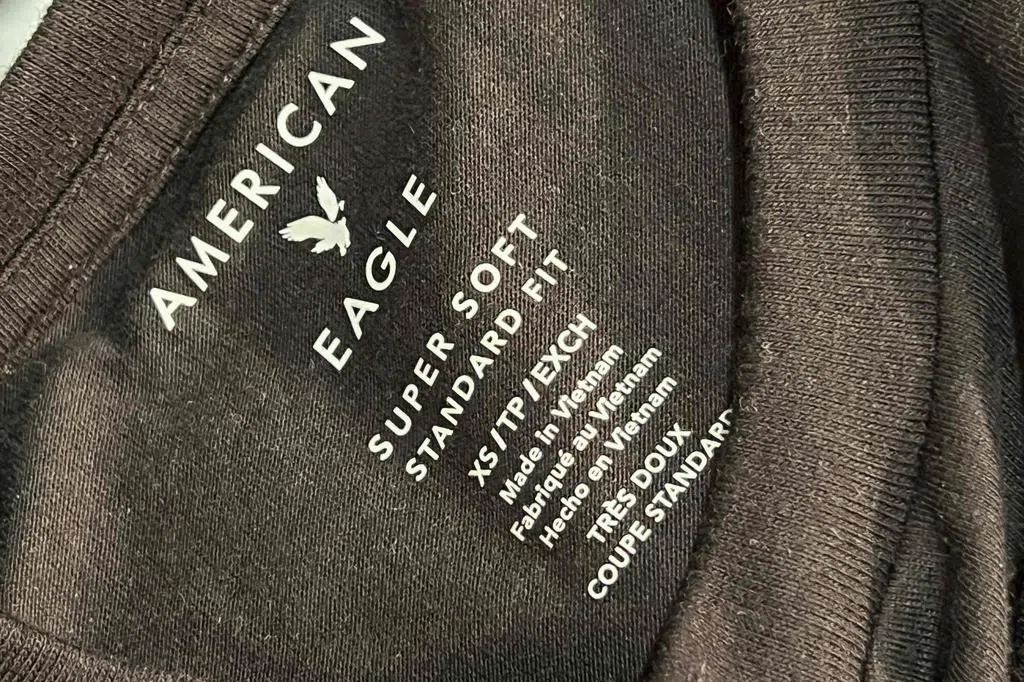 AMERICAN
EAGLE
SUPER SOFT
STANDARD FIT
XS/TP/EXCH
Made in Vietnam
Fabriqué au Vietnam
Hecho en Vietnam
TRÈS DOUX
COUPE STANDARD